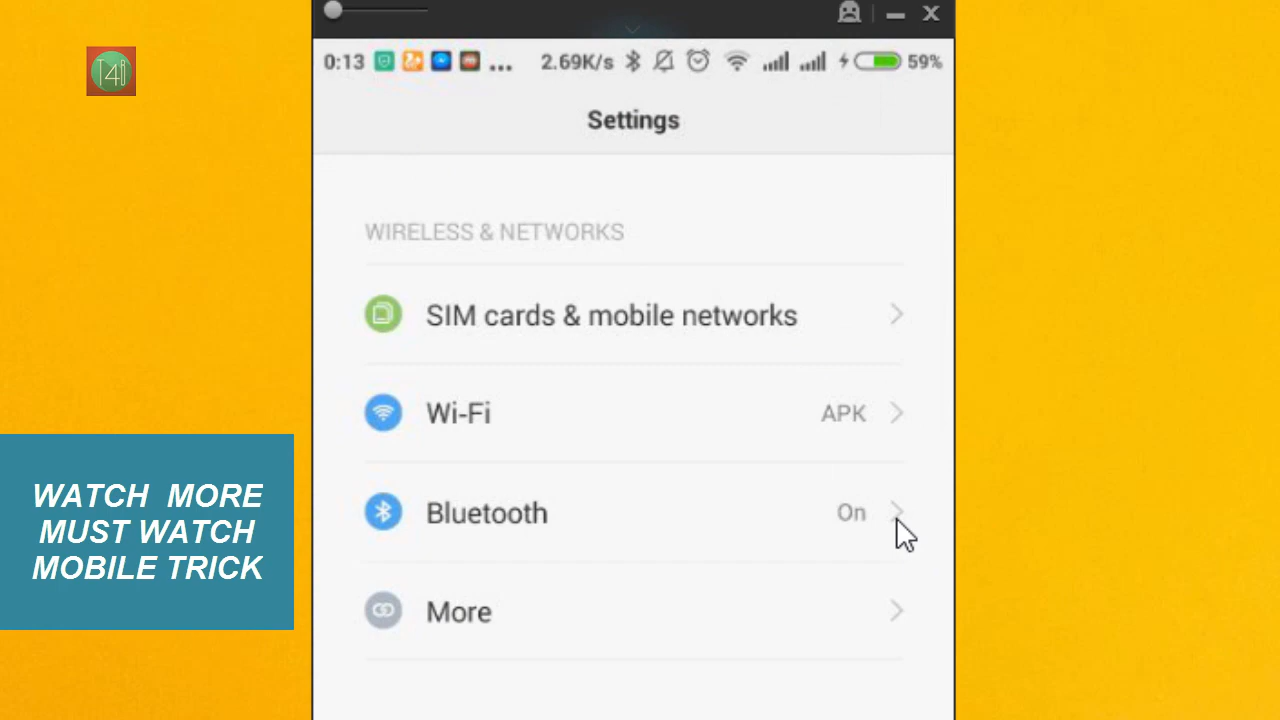 T4i
0:13 ... 2.69K/s 59%
Settings
WIRELESS & NETWORKS
SIM cards & mobile networks
Wi-Fi APK
Bluetooth On
More
WATCH MORE
MUST WATCH
MOBILE TRICK